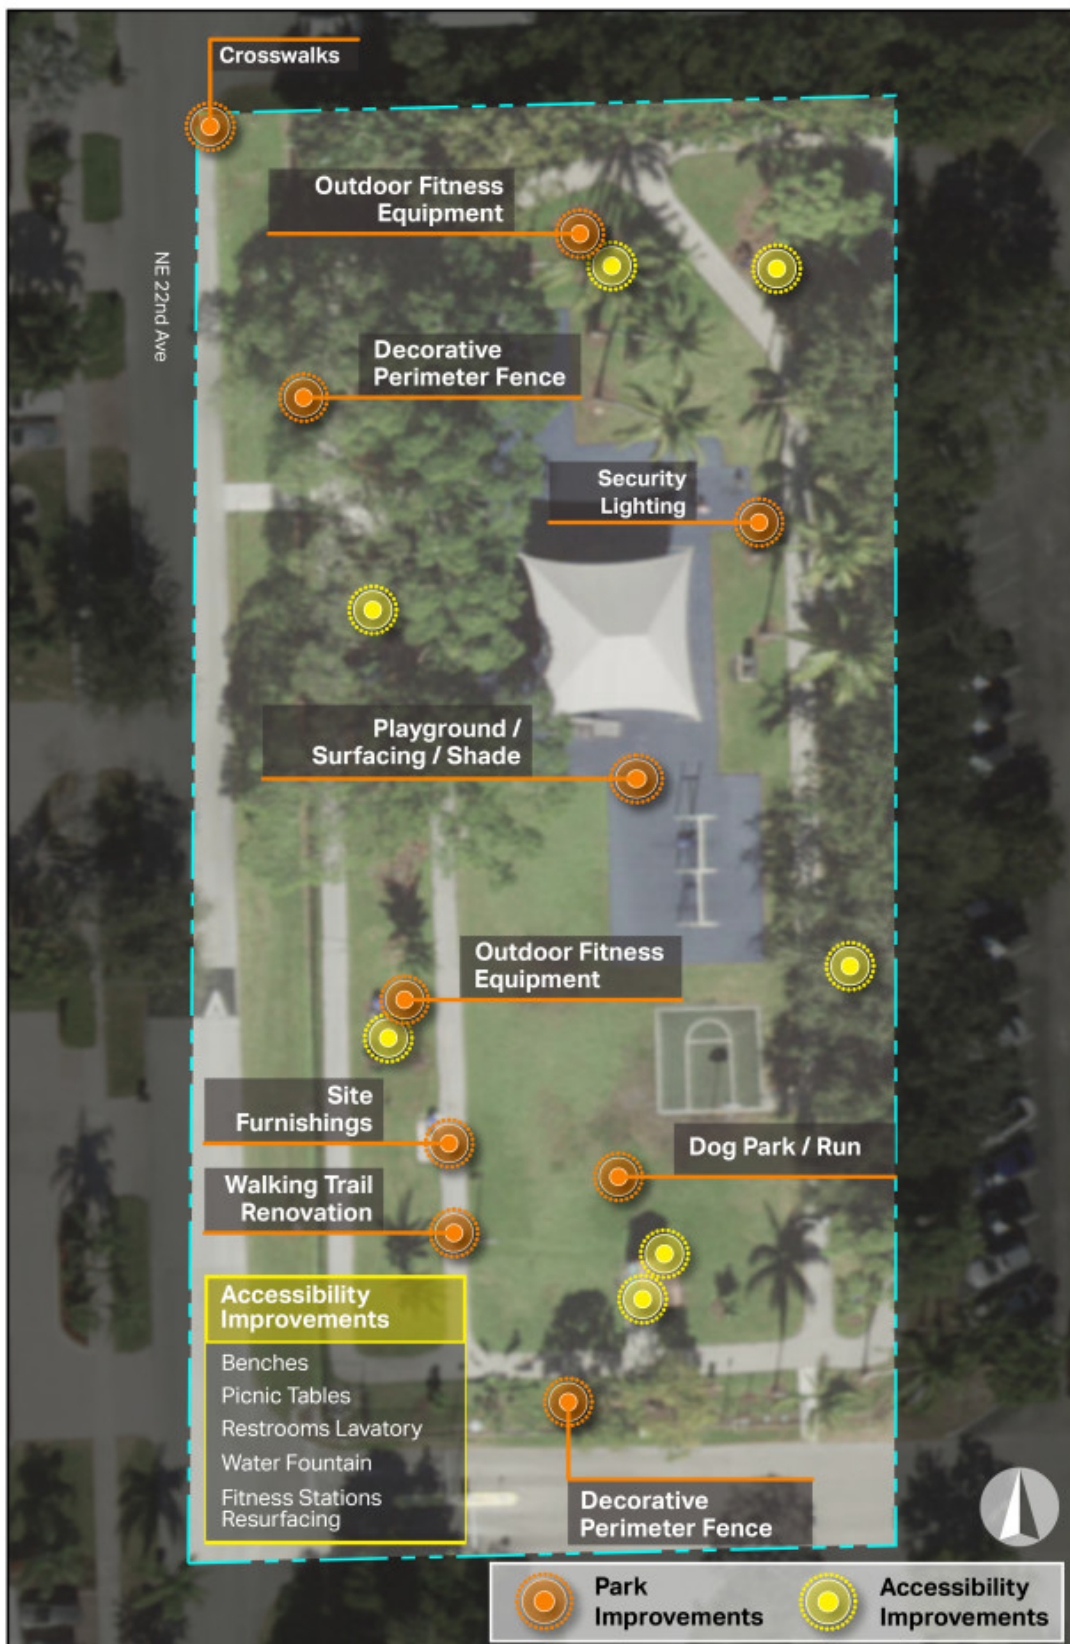 Crosswalks
Outdoor Fitness
Equipment
NE 22nd Ave
Decorative
Perimeter Fence
Security
Lighting
Playground /
Surfacing / Shade
Outdoor Fitness
Equipment
Site
Furnishings
Dog Park / Run
Walking Trail
Renovation
Accessibility
Improvements
Benches
Picnic Tables
Restrooms Lavatory
Water Fountain
Fitness Stations
Resurfacing
Decorative
Perimeter Fence
Park
Improvements
Accessibility
Improvements